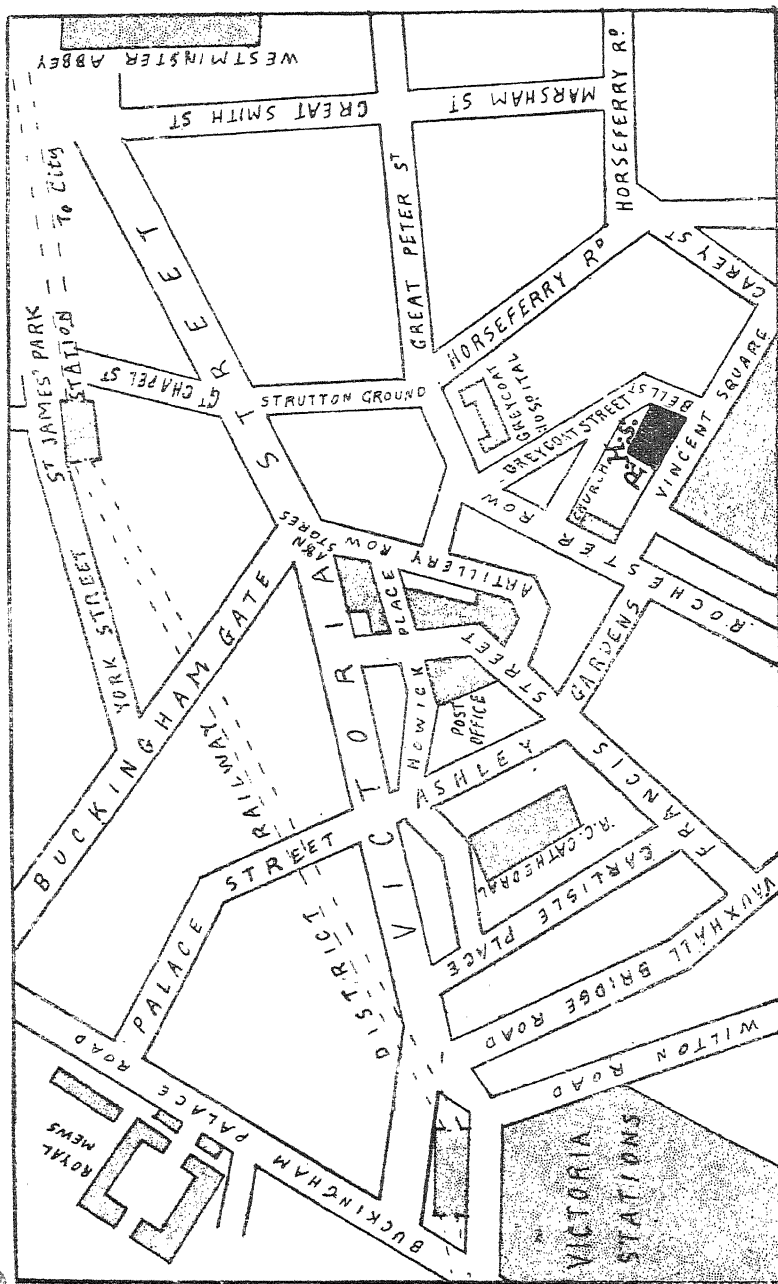 WESTMINSTER ABBEY
GREAT SMITH ST
MARSHAM ST
HORSEFERRY RD
To City
ST JAMES' PARK
STATION
GREAT PETER ST
HORSEFERRY RD
CAREY ST
GT CHAPEL ST
STRUTTON GROUND
GREYCOAT
HOSPITAL
GREYCOAT STREET
BELL ST
VINCENT SQUARE
R.H.S.
CHURCH
ROCHESTER ROW
YORK STREET
BUCKINGHAM GATE
A&N
STORES
ARTILLERY ROW
HOWICK PLACE
POST
OFFICE
FRANCIS STREET
GARDENS
ASHLEY
VICTORIA STREET
DISTRICT RAILWAY
PALACE STREET
R.C. CATHEDRAL
CARLISLE PLACE
VAUXHALL BRIDGE ROAD
WILTON ROAD
BUCKINGHAM PALACE ROAD
ROYAL
MEWS
VICTORIA
STATIONS